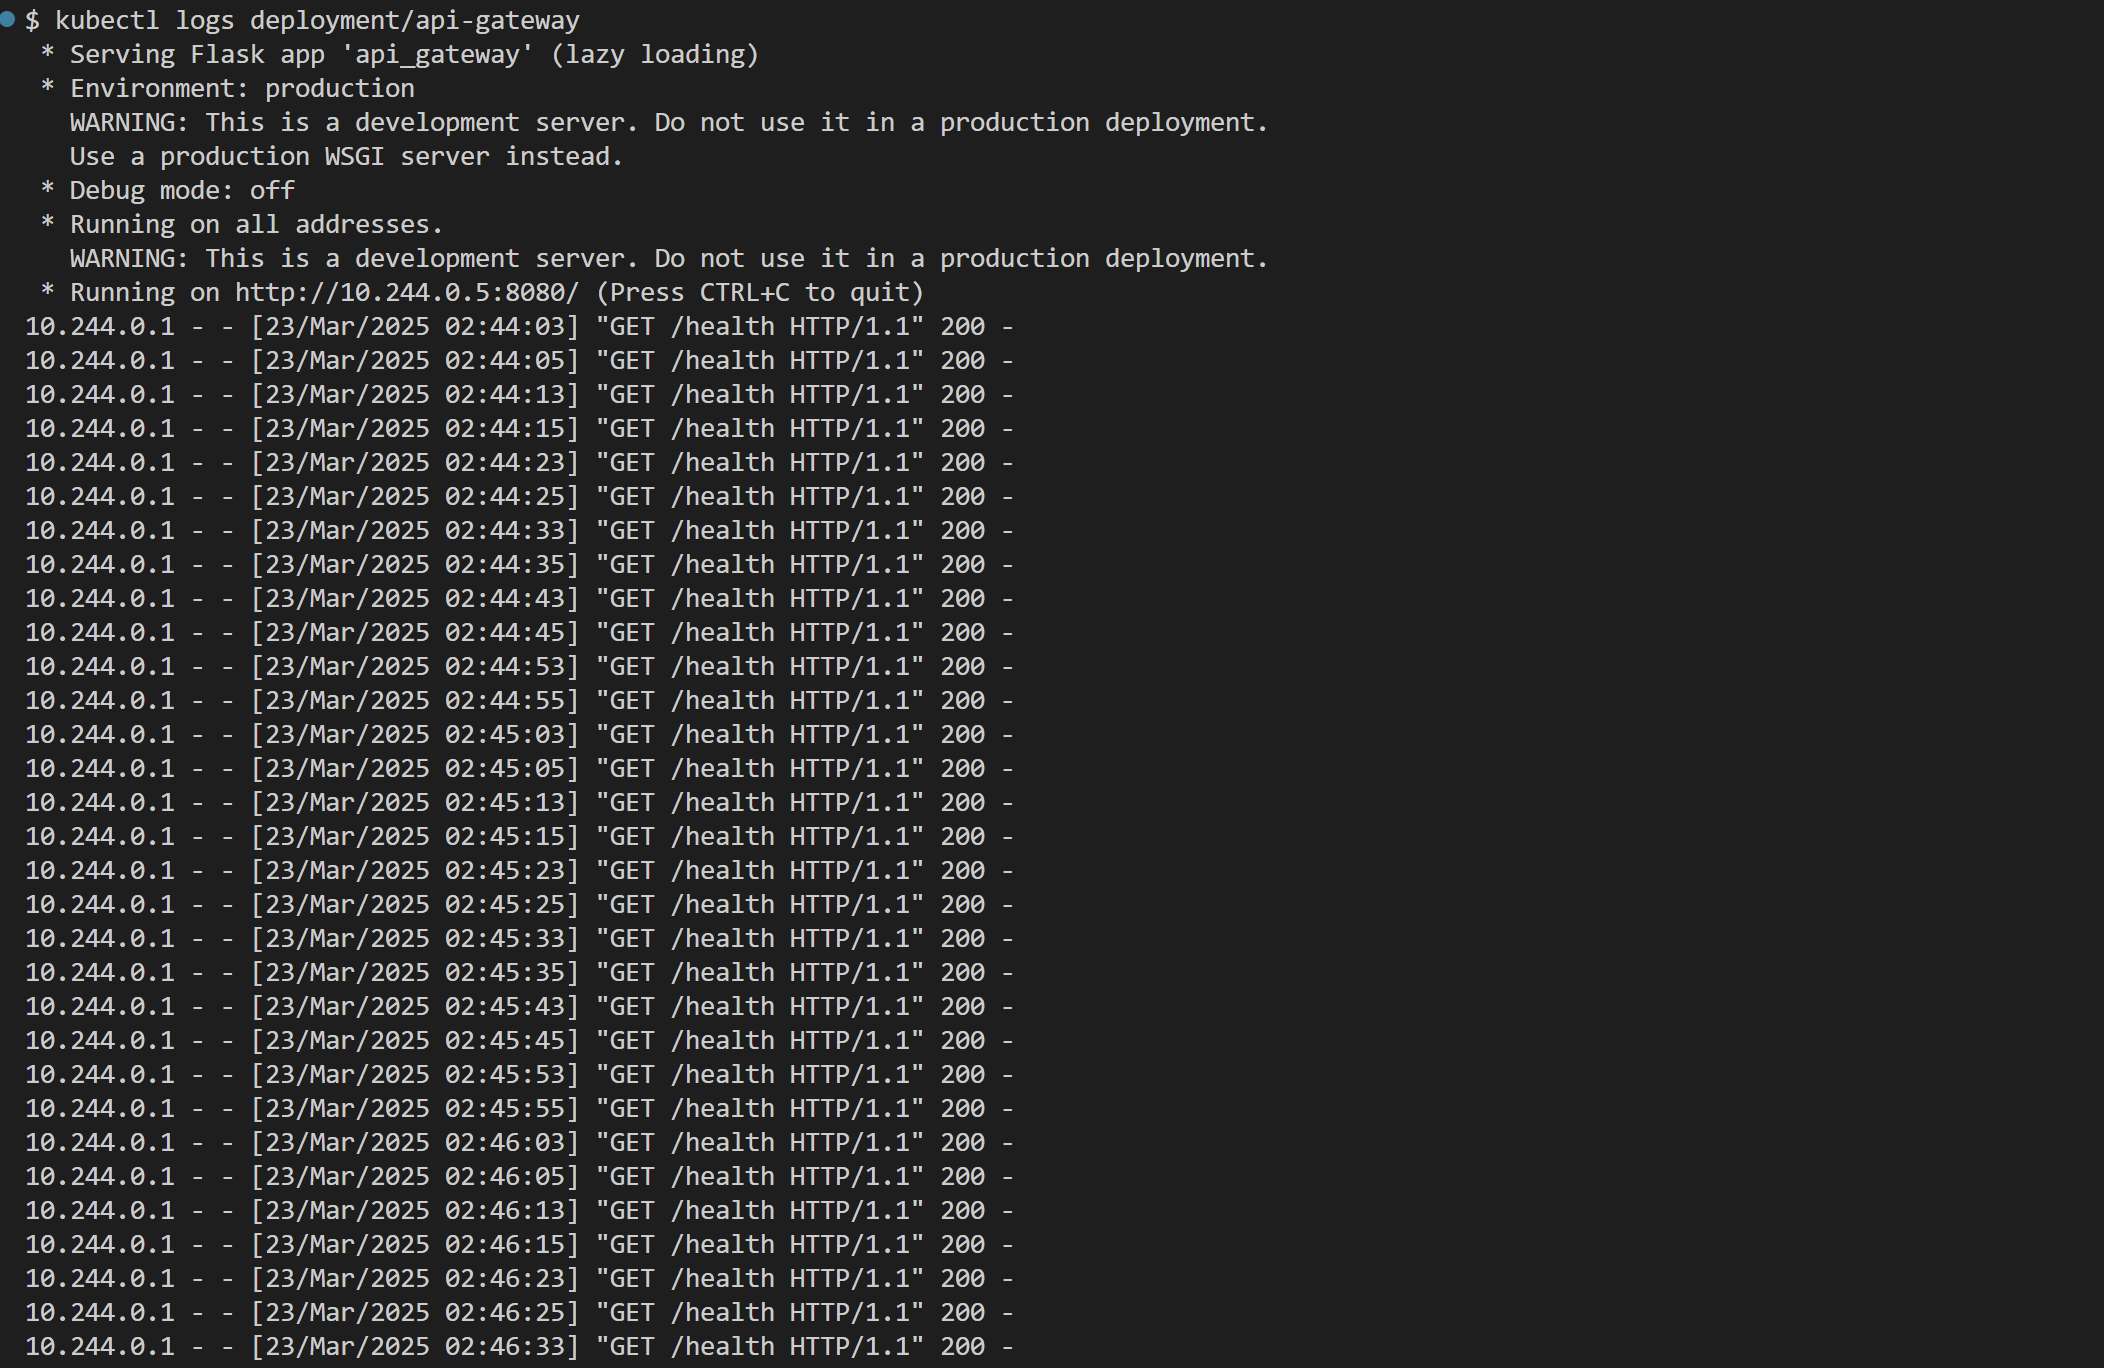 $ kubectl logs deployment/api-gateway
 * Serving Flask app 'api_gateway' (lazy loading)
 * Environment: production
   WARNING: This is a development server. Do not use it in a production deployment.
   Use a production WSGI server instead.
 * Debug mode: off
 * Running on all addresses.
   WARNING: This is a development server. Do not use it in a production deployment.
 * Running on http://10.244.0.5:8080/ (Press CTRL+C to quit)
10.244.0.1 - - [23/Mar/2025 02:44:03] "GET /health HTTP/1.1" 200 -
10.244.0.1 - - [23/Mar/2025 02:44:05] "GET /health HTTP/1.1" 200 -
10.244.0.1 - - [23/Mar/2025 02:44:13] "GET /health HTTP/1.1" 200 -
10.244.0.1 - - [23/Mar/2025 02:44:15] "GET /health HTTP/1.1" 200 -
10.244.0.1 - - [23/Mar/2025 02:44:23] "GET /health HTTP/1.1" 200 -
10.244.0.1 - - [23/Mar/2025 02:44:25] "GET /health HTTP/1.1" 200 -
10.244.0.1 - - [23/Mar/2025 02:44:33] "GET /health HTTP/1.1" 200 -
10.244.0.1 - - [23/Mar/2025 02:44:35] "GET /health HTTP/1.1" 200 -
10.244.0.1 - - [23/Mar/2025 02:44:43] "GET /health HTTP/1.1" 200 -
10.244.0.1 - - [23/Mar/2025 02:44:45] "GET /health HTTP/1.1" 200 -
10.244.0.1 - - [23/Mar/2025 02:44:53] "GET /health HTTP/1.1" 200 -
10.244.0.1 - - [23/Mar/2025 02:44:55] "GET /health HTTP/1.1" 200 -
10.244.0.1 - - [23/Mar/2025 02:45:03] "GET /health HTTP/1.1" 200 -
10.244.0.1 - - [23/Mar/2025 02:45:05] "GET /health HTTP/1.1" 200 -
10.244.0.1 - - [23/Mar/2025 02:45:13] "GET /health HTTP/1.1" 200 -
10.244.0.1 - - [23/Mar/2025 02:45:15] "GET /health HTTP/1.1" 200 -
10.244.0.1 - - [23/Mar/2025 02:45:23] "GET /health HTTP/1.1" 200 -
10.244.0.1 - - [23/Mar/2025 02:45:25] "GET /health HTTP/1.1" 200 -
10.244.0.1 - - [23/Mar/2025 02:45:33] "GET /health HTTP/1.1" 200 -
10.244.0.1 - - [23/Mar/2025 02:45:35] "GET /health HTTP/1.1" 200 -
10.244.0.1 - - [23/Mar/2025 02:45:43] "GET /health HTTP/1.1" 200 -
10.244.0.1 - - [23/Mar/2025 02:45:45] "GET /health HTTP/1.1" 200 -
10.244.0.1 - - [23/Mar/2025 02:45:53] "GET /health HTTP/1.1" 200 -
10.244.0.1 - - [23/Mar/2025 02:45:55] "GET /health HTTP/1.1" 200 -
10.244.0.1 - - [23/Mar/2025 02:46:03] "GET /health HTTP/1.1" 200 -
10.244.0.1 - - [23/Mar/2025 02:46:05] "GET /health HTTP/1.1" 200 -
10.244.0.1 - - [23/Mar/2025 02:46:13] "GET /health HTTP/1.1" 200 -
10.244.0.1 - - [23/Mar/2025 02:46:15] "GET /health HTTP/1.1" 200 -
10.244.0.1 - - [23/Mar/2025 02:46:23] "GET /health HTTP/1.1" 200 -
10.244.0.1 - - [23/Mar/2025 02:46:25] "GET /health HTTP/1.1" 200 -
10.244.0.1 - - [23/Mar/2025 02:46:33] "GET /health HTTP/1.1" 200 -